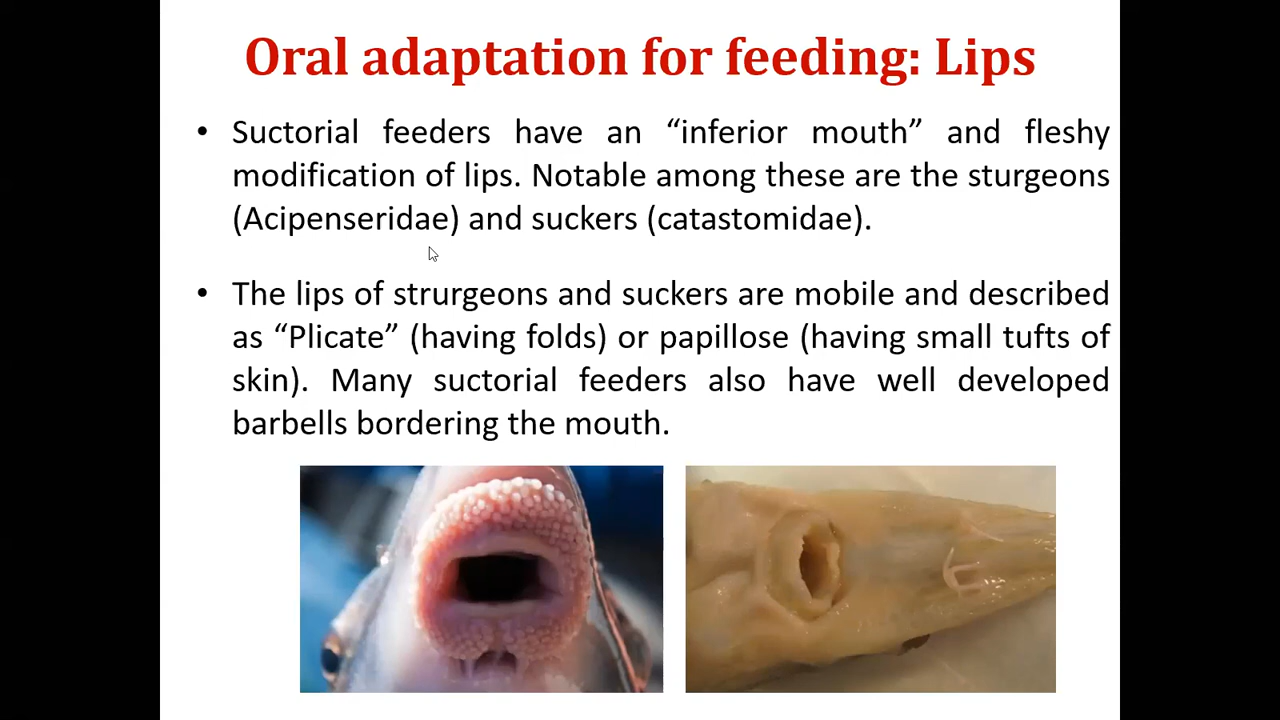 Oral adaptation for feeding: Lips
• Suctorial feeders have an “inferior mouth” and fleshy
modification of lips. Notable among these are the sturgeons
(Acipenseridae) and suckers (catastomidae).
• The lips of strurgeons and suckers are mobile and described
as “Plicate” (having folds) or papillose (having small tufts of
skin). Many suctorial feeders also have well developed
barbells bordering the mouth.